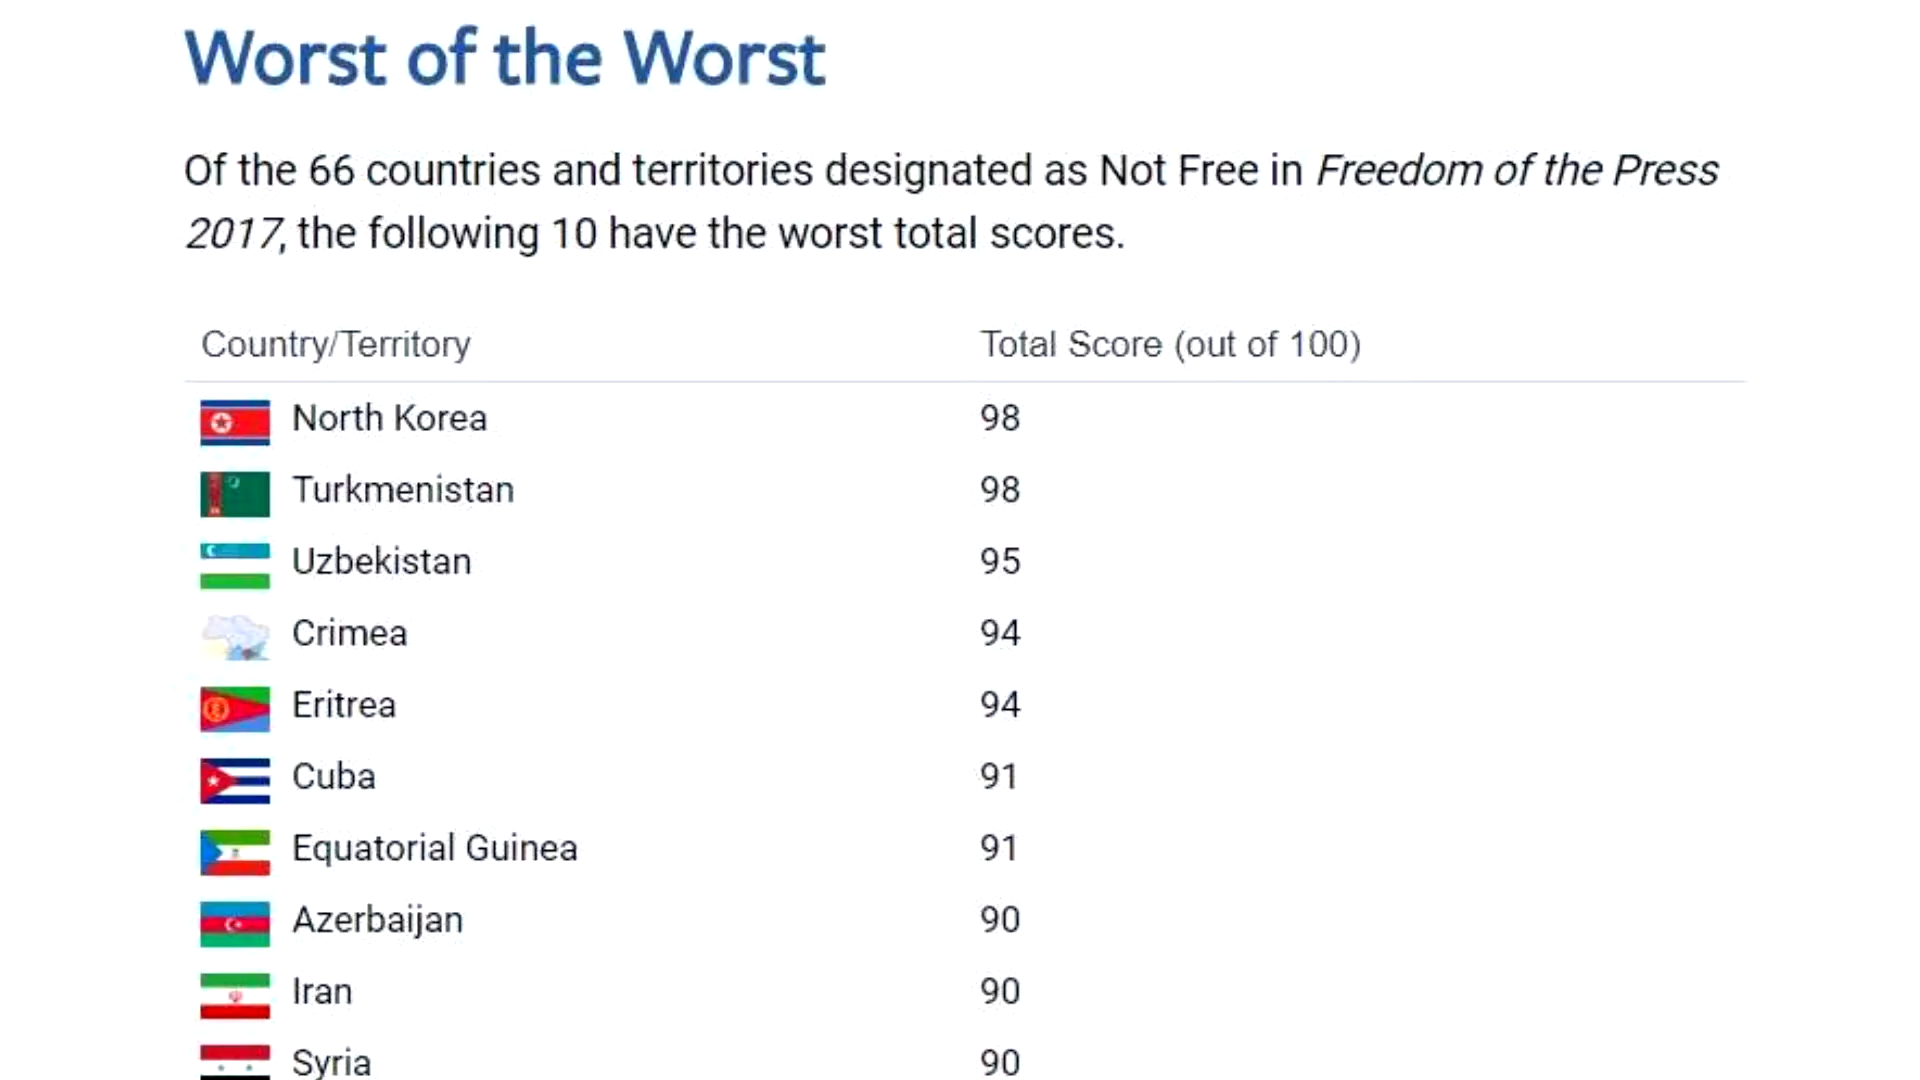 Worst of the Worst
Of the 66 countries and territories designated as Not Free in Freedom of the Press
2017, the following 10 have the worst total scores.
Country/Territory Total Score (out of 100)
North Korea 98
Turkmenistan 98
Uzbekistan 95
Crimea 94
Eritrea 94
Cuba 91
Equatorial Guinea 91
Azerbaijan 90
Iran 90
Syria 90